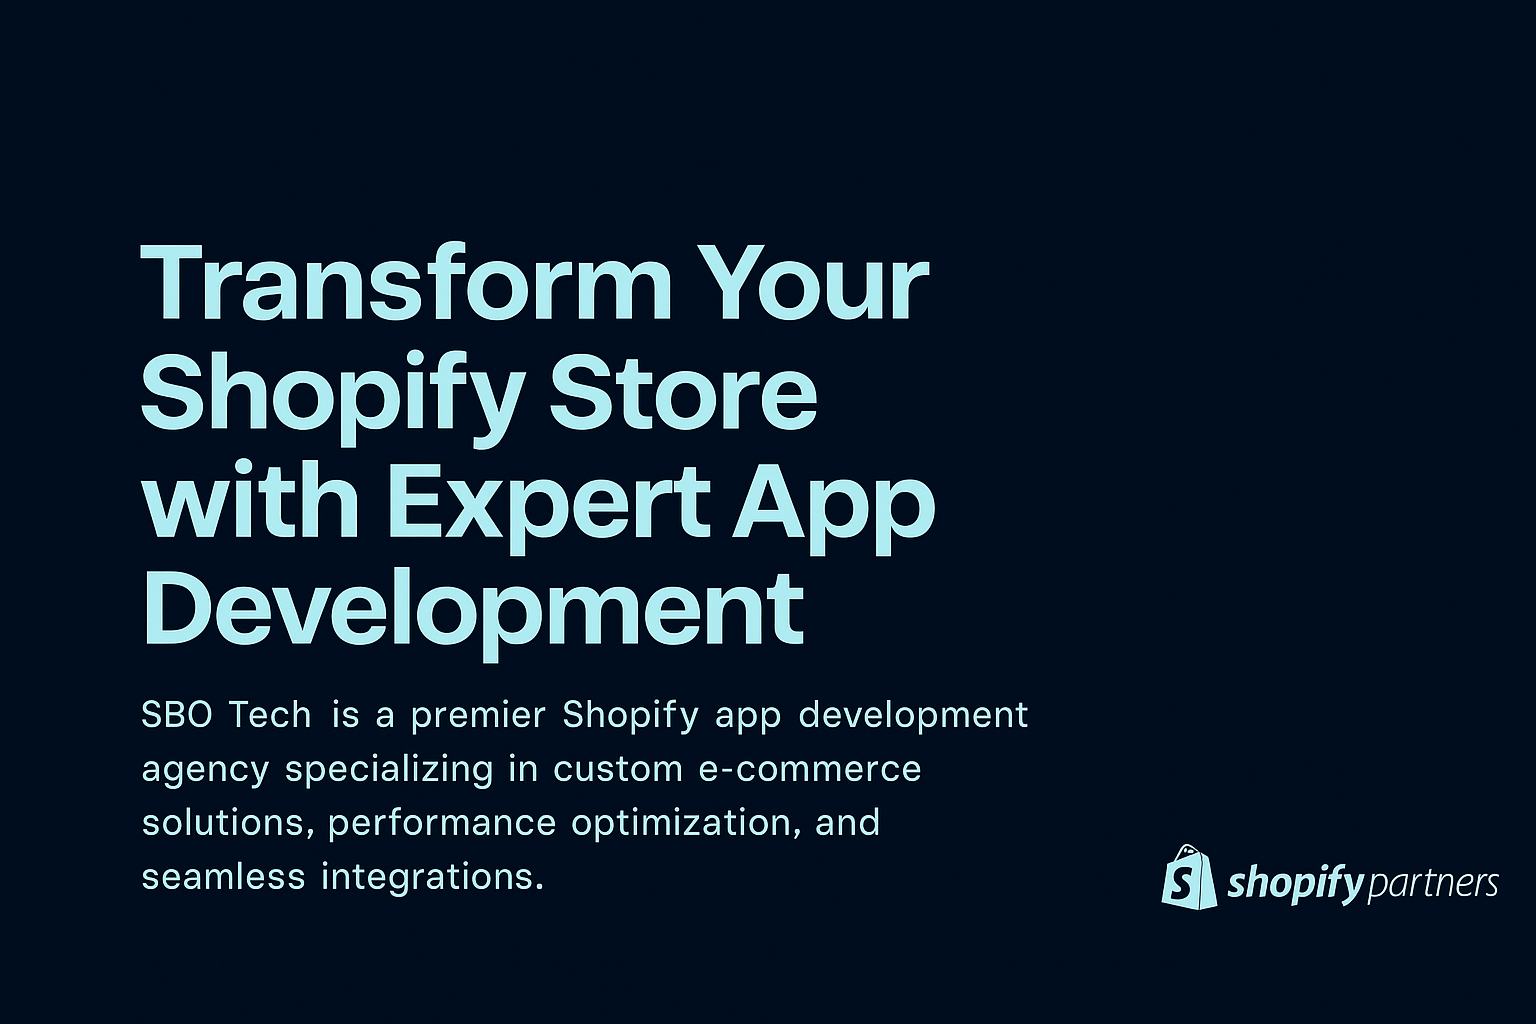 Transform Your
Shopify Store
with Expert App
Development
SBO Tech is a premier Shopify app development
agency specializing in custom e-commerce
solutions, performance optimization, and
seamless integrations.
S shopify partners